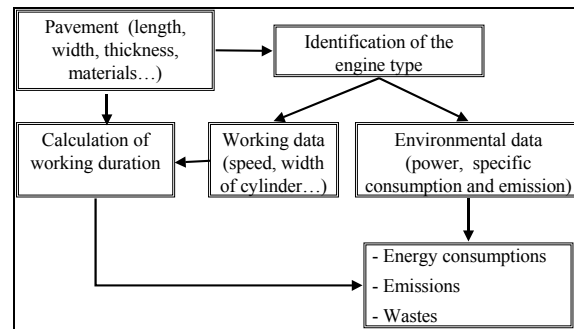 Pavement (length,
width, thickness,
materials…)
Identification of the
engine type
Calculation of
working duration
Working data
(speed, width
of cylinder…)
Environmental data
(power, specific
consumption and emission)
- Energy consumptions
- Emissions
- Wastes